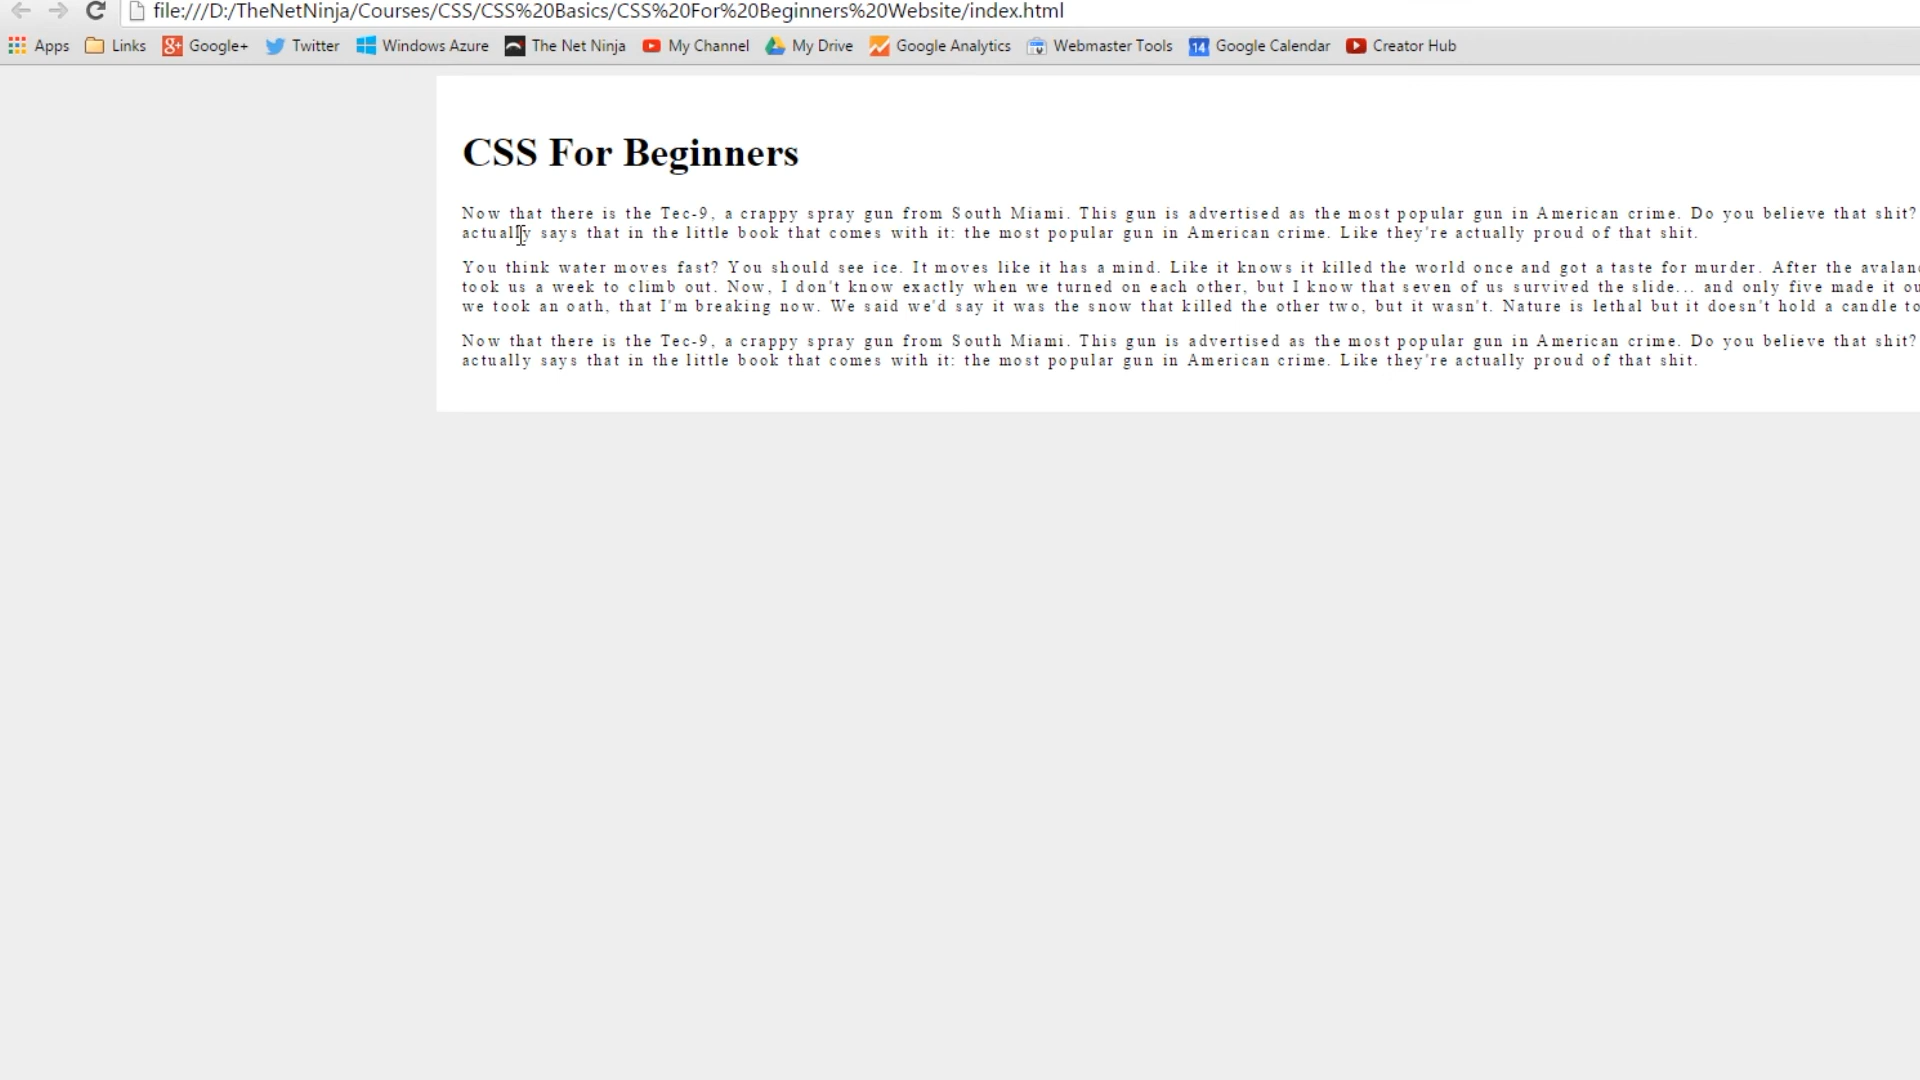 file:///D:/TheNetNinja/Courses/CSS/CSS%20Basics/CSS%20For%20Beginners%20Website/index.html
Apps Links Google+ Twitter Windows Azure The Net Ninja My Channel My Drive Google Analytics Webmaster Tools 14 Google Calendar Creator Hub
CSS For Beginners
Now that there is the Tec-9, a crappy spray gun from South Miami. This gun is advertised as the most popular gun in American crime. Do you believe that shit?
actually says that in the little book that comes with it: the most popular gun in American crime. Like they're actually proud of that shit.
You think water moves fast? You should see ice. It moves like it has a mind. Like it knows it killed the world once and got a taste for murder. After the
took us a week to climb out. Now, I don't know exactly when we turned on each other, but I know that seven of us survived the slide... and only five made it
we took an oath, that I'm breaking now. We said we'd say it was the snow that killed the other two, but it wasn't. Nature is lethal but it doesn't hold a candle to
Now that there is the Tec-9, a crappy spray gun from South Miami. This gun is advertised as the most popular gun in American crime. Do you believe that shit?
actually says that in the little book that comes with it: the most popular gun in American crime. Like they're actually proud of that shit.